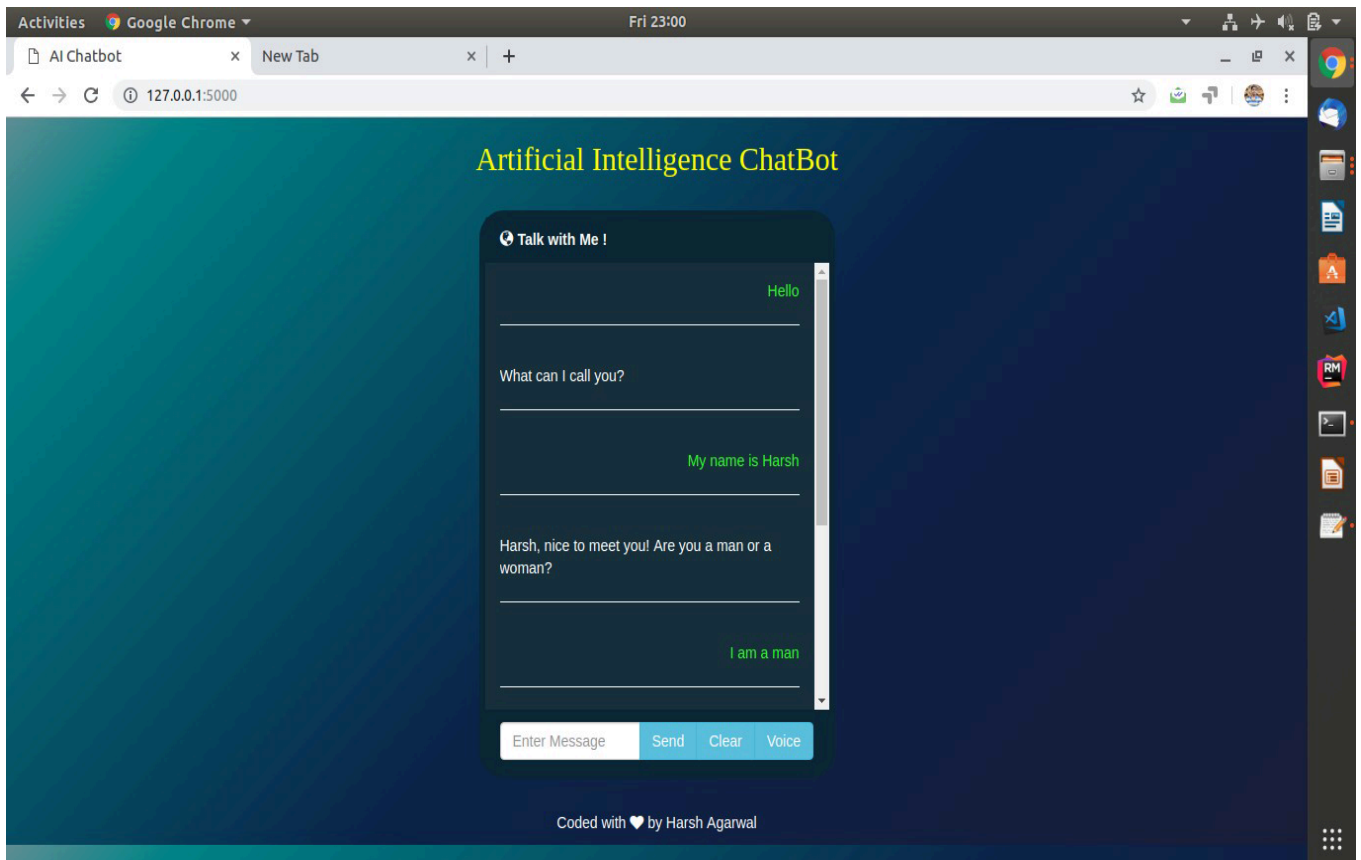 Activities Google Chrome Fri 23:00
AI Chatbot New Tab
127.0.0.1:5000
Artificial Intelligence ChatBot
Talk with Me !
Hello
What can I call you?
My name is Harsh
Harsh, nice to meet you! Are you a man or a
woman?
I am a man
Enter Message Send Clear Voice
Coded with by Harsh Agarwal
A
RM